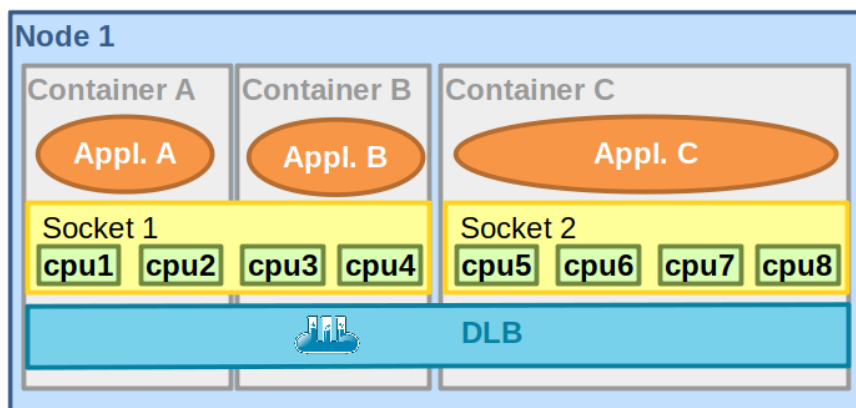 Node 1
Container A
Container B
Container C
Appl. A
Appl. B
Appl. C
Socket 1
Socket 2
cpu1 cpu2 cpu3 cpu4 cpu5 cpu6 cpu7 cpu8
DLB